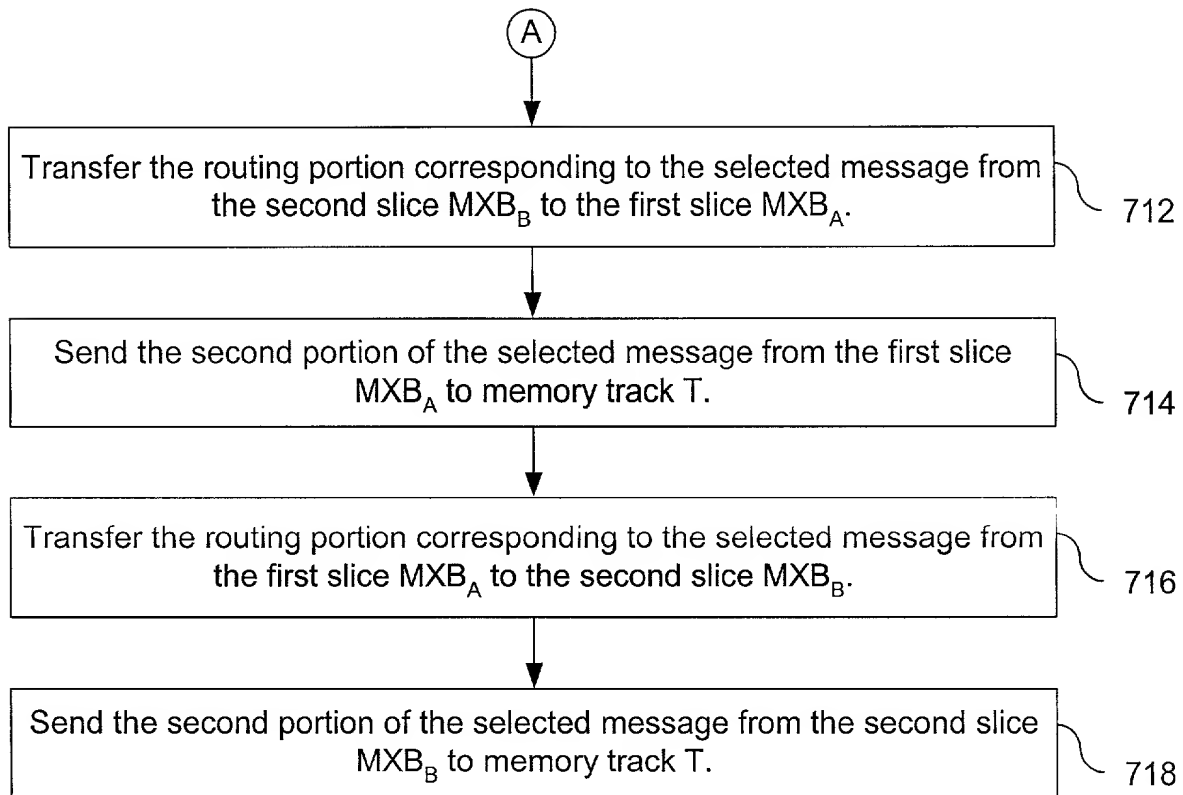 A
Transfer the routing portion corresponding to the selected message from
the second slice MXB_B to the first slice MXB_A.
712
Send the second portion of the selected message from the first slice
MXB_A to memory track T.
714
Transfer the routing portion corresponding to the selected message from
the first slice MXB_A to the second slice MXB_B.
716
Send the second portion of the selected message from the second slice
MXB_B to memory track T.
718